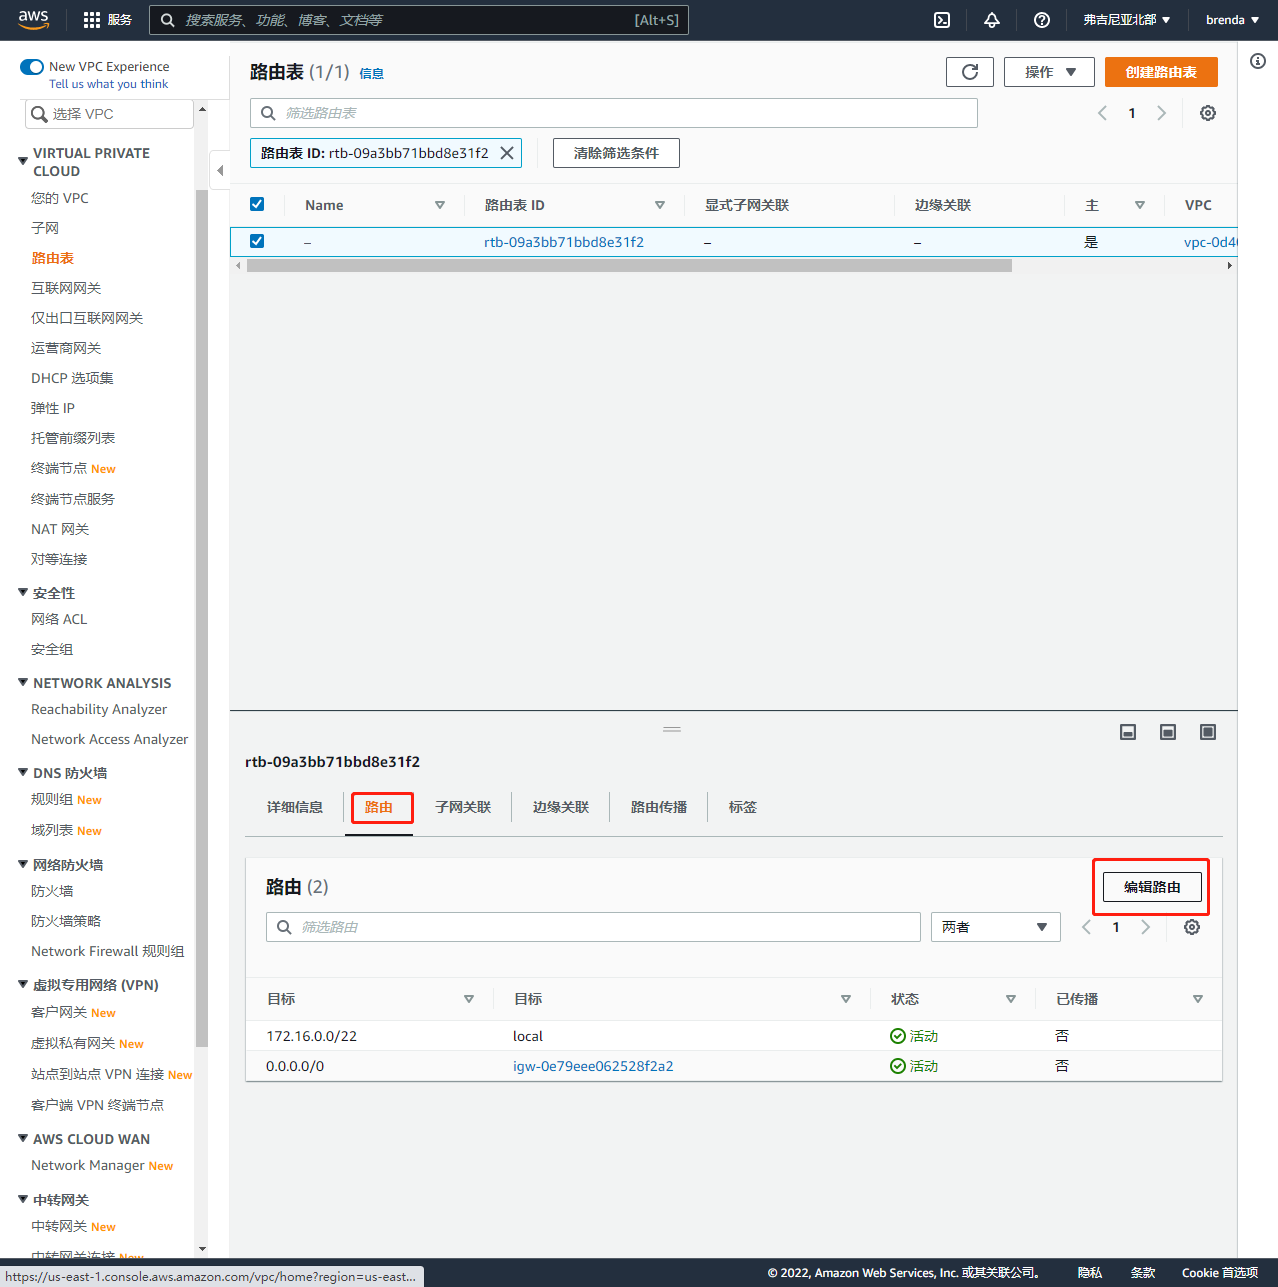 aws
服务
搜索服务、功能、博客、文档等
[Alt+S]
弗吉尼亚北部
brenda
New VPC Experience
Tell us what you think
选择 VPC
VIRTUAL PRIVATE CLOUD
您的 VPC
子网
路由表
互联网网关
仅出口互联网网关
运营商网关
DHCP 选项集
弹性 IP
托管前缀列表
终端节点 New
终端节点服务
NAT 网关
对等连接
安全性
网络 ACL
安全组
NETWORK ANALYSIS
Reachability Analyzer
Network Access Analyzer
DNS 防火墙
规则组 New
域列表 New
网络防火墙
防火墙
防火墙策略
Network Firewall 规则组
虚拟专用网络 (VPN)
客户网关 New
虚拟私有网关 New
站点到站点 VPN 连接 New
客户端 VPN 终端节点
AWS CLOUD WAN
Network Manager New
中转网关
中转网关 New
中转网关连接 New
路由表 (1/1) 信息
操作
创建路由表
筛选路由表
1
路由表 ID: rtb-09a3bb71bbd8e31f2
清除筛选条件
Name 路由表 ID 显式子网关联 边缘关联 主 VPC
– rtb-09a3bb71bbd8e31f2 – – 是 vpc-0d4
rtb-09a3bb71bbd8e31f2
详细信息 路由 子网关联 边缘关联 路由传播 标签
路由 (2)
编辑路由
筛选路由
两者
1
目标 目标 状态 已传播
172.16.0.0/22 local 活动 否
0.0.0.0/0 igw-0e79eee062528f2a2 活动 否
https://us-east-1.console.aws.amazon.com/vpc/home?region=us-east...
© 2022, Amazon Web Services, Inc. 或其关联公司。 隐私 条款 Cookie 首选项